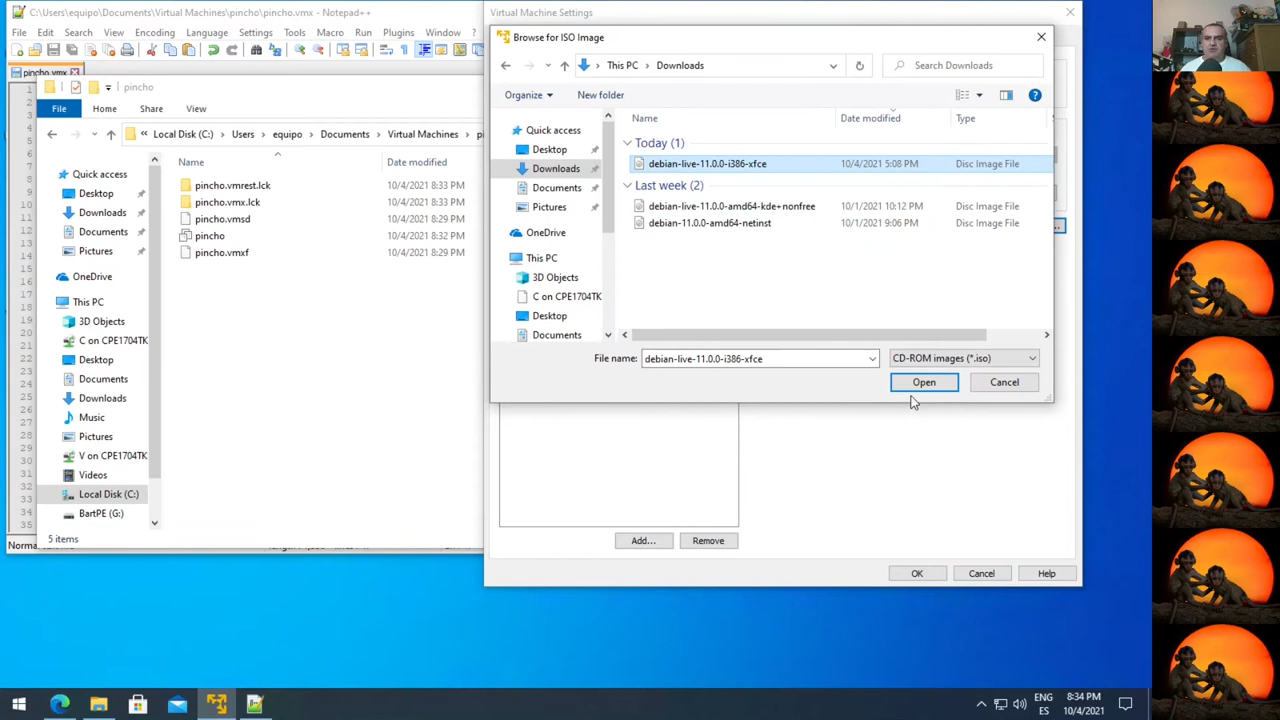 C:\Users\equipo\Documents\Virtual Machines\pincho\pincho.vmx - Notepad++
File Edit Search View Encoding Language Settings Tools Macro Run Plugins Window
pincho.vmx
pincho
File Home Share View
Local Disk (C:) Users equipo Documents Virtual Machines
Name Date modified
Quick access
Desktop
Downloads
Documents
Pictures
OneDrive
This PC
3D Objects
C on CPE1704TK
Desktop
Documents
Downloads
Music
Pictures
V on CPE1704TK
Videos
Local Disk (C:)
BartPE (G:)
pincho.vmrest.lck 10/4/2021 8:33 PM
pincho.vmx.lck 10/4/2021 8:33 PM
pincho.vmsd 10/4/2021 8:29 PM
pincho 10/4/2021 8:32 PM
pincho.vmxf 10/4/2021 8:29 PM
5 items
Virtual Machine Settings
Browse for ISO Image
This PC Downloads Search Downloads
Organize New folder
Quick access
Downloads
Desktop
Downloads
Documents
Pictures
OneDrive
This PC
3D Objects
C on CPE1704TK
Desktop
Documents
Name Date modified Type
Today (1)
debian-live-11.0.0-i386-xfce 10/4/2021 5:08 PM Disc Image File
Last week (2)
debian-live-11.0.0-amd64-kde+nonfree 10/1/2021 10:12 PM Disc Image File
debian-11.0.0-amd64-netinst 10/1/2021 9:06 PM Disc Image File
File name: debian-live-11.0.0-i386-xfce CD-ROM images (*.iso)
Open Cancel
Add... Remove
OK Cancel Help
ENG 8:34 PM
ES 10/4/2021